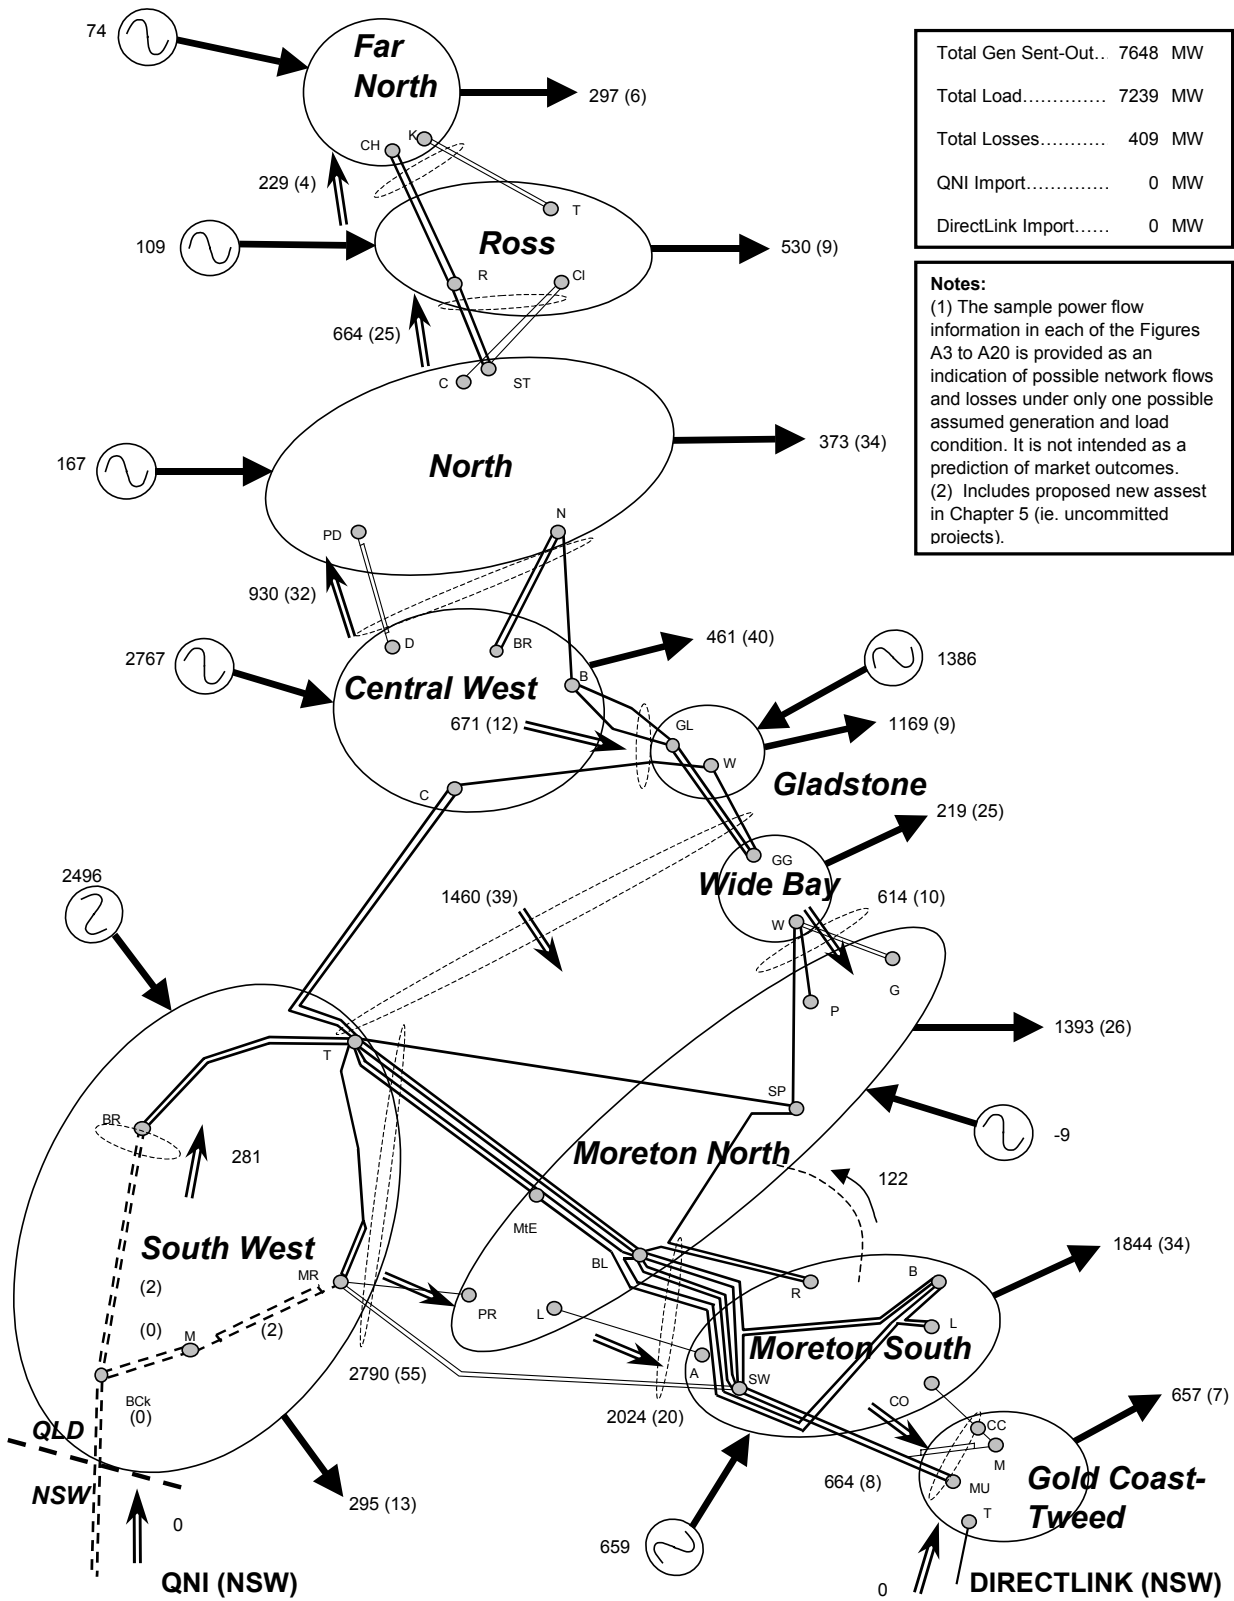 74
Far
North
297 (6)
CH
K
229 (4)
T
109
Ross
530 (9)
R
Cl
664 (25)
C
ST
373 (34)
167
North
PD
N
930 (32)
D
BR
461 (40)
2767
1386
Central West
B
671 (12)
GL
1169 (9)
W
Gladstone
C
219 (25)
GG
Wide Bay
2496
1460 (39)
614 (10)
W
G
P
1393 (26)
T
SP
BR
-9
Moreton North
281
122
MtE
South West
1844 (34)
BL
MR
R
B
(2)
PR
L
L
(0)
M
(2)
Moreton South
2790 (55)
A
SW
BCk
(0)
2024 (20)
CO
657 (7)
QLD
CC
M
664 (8)
MU
Gold Coast-
Tweed
NSW
295 (13)
T
0
659
0
QNI (NSW)
DIRECTLINK (NSW)
Total Gen Sent-Out.. 7648 MW
Total Load.............. 7239 MW
Total Losses........... 409 MW
QNI Import.............. 0 MW
DirectLink Import...... 0 MW
Notes:
(1) The sample power flow
information in each of the Figures
A3 to A20 is provided as an
indication of possible network flows
and losses under only one possible
assumed generation and load
condition. It is not intended as a
prediction of market outcomes.
(2) Includes proposed new assest
in Chapter 5 (ie. uncommitted
projects).